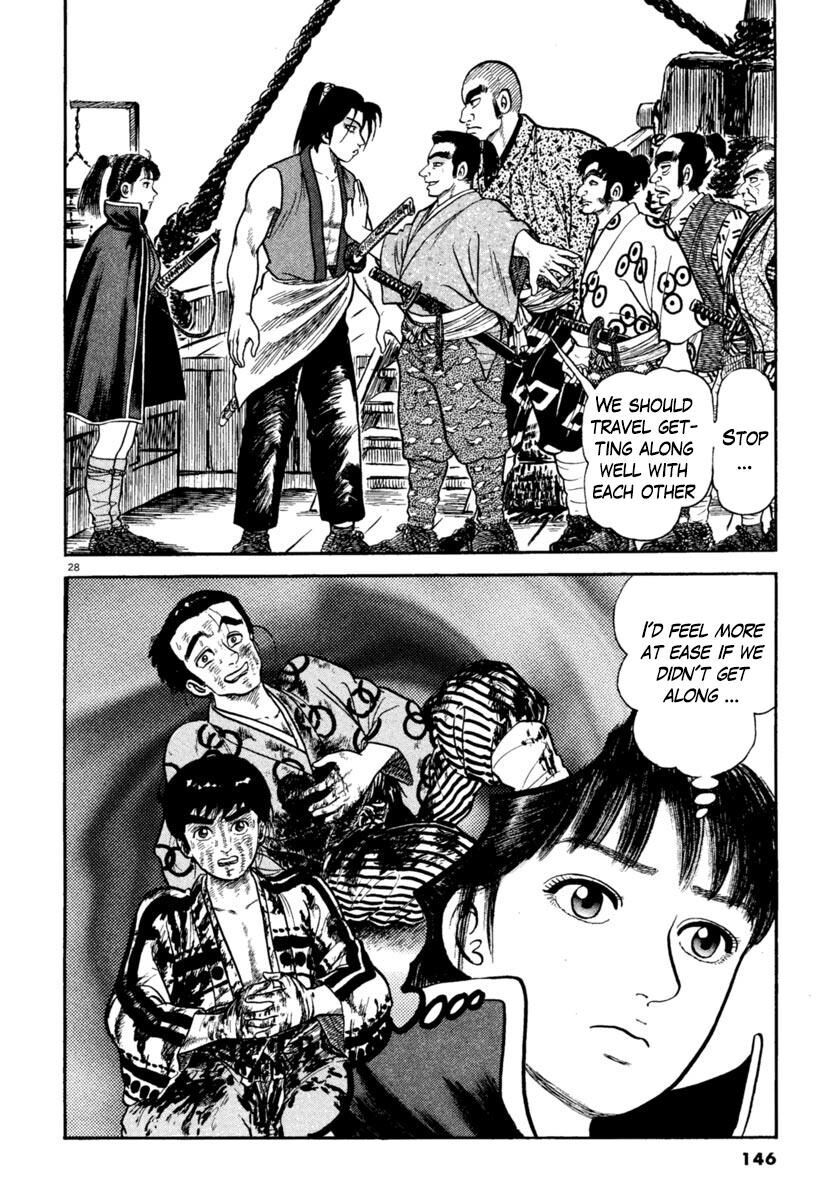 STOP
...
WE SHOULD
TRAVEL GET-
TING ALONG
WELL WITH
EACH OTHER
28
I'D FEEL MORE
AT EASE IF WE
DIDN'T GET
ALONG ...
146